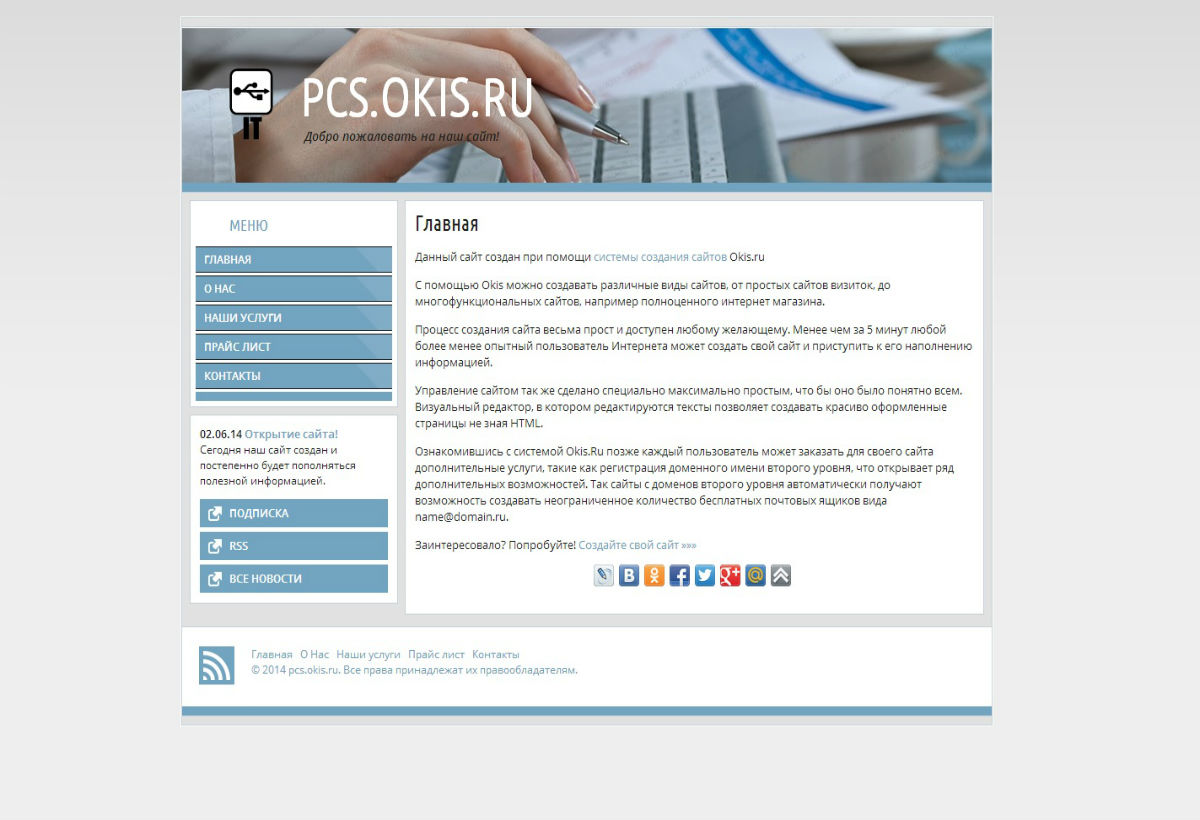 PCS.OKIS.RU
IT
Добро пожаловать на наш сайт!
МЕНЮ
ГЛАВНАЯ
О НАС
НАШИ УСЛУГИ
ПРАЙС ЛИСТ
КОНТАКТЫ
02.06.14 Открытие сайта!
Сегодня наш сайт создан и
постепенно будет пополняться
полезной информацией.
ПОДПИСКА
RSS
ВСЕ НОВОСТИ
Главная
Данный сайт создан при помощи системы создания сайтов Okis.ru
С помощью Okis можно создавать различные виды сайтов, от простых сайтов визиток, до
многофункциональных сайтов, например полноценного интернет магазина.
Процесс создания сайта весьма прост и доступен любому желающему. Менее чем за 5 минут любой
более менее опытный пользователь Интернета может создать свой сайт и приступить к его наполнению
информацией.
Управление сайтом так же сделано специально максимально простым, что бы оно было понятно всем.
Визуальный редактор, в котором редактируются тексты позволяет создавать красиво оформленные
страницы не зная HTML.
Ознакомившись с системой Okis.Ru позже каждый пользователь может заказать для своего сайта
дополнительные услуги, такие как регистрация доменного имени второго уровня, что открывает ряд
дополнительных возможностей. Так сайты с доменов второго уровня автоматически получают
возможность создавать неограниченное количество бесплатных почтовых ящиков вида
name@domain.ru.
Заинтересовало? Попробуйте! Создайте свой сайт »»»
Главная О Нас Наши услуги Прайс лист Контакты
© 2014 pcs.okis.ru. Все права принадлежат их правообладателям.